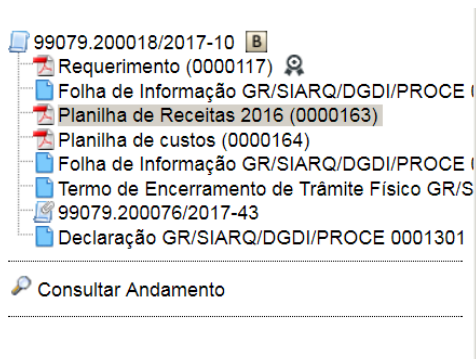 99079.200018/2017-10 B
Requerimento (0000117)
Folha de Informação GR/SIARQ/DGDI/PROCE
Planilha de Receitas 2016 (0000163)
Planilha de custos (0000164)
Folha de Informação GR/SIARQ/DGDI/PROCE
Termo de Encerramento de Trâmite Físico GR/S
99079.200076/2017-43
Declaração GR/SIARQ/DGDI/PROCE 0001301
Consultar Andamento